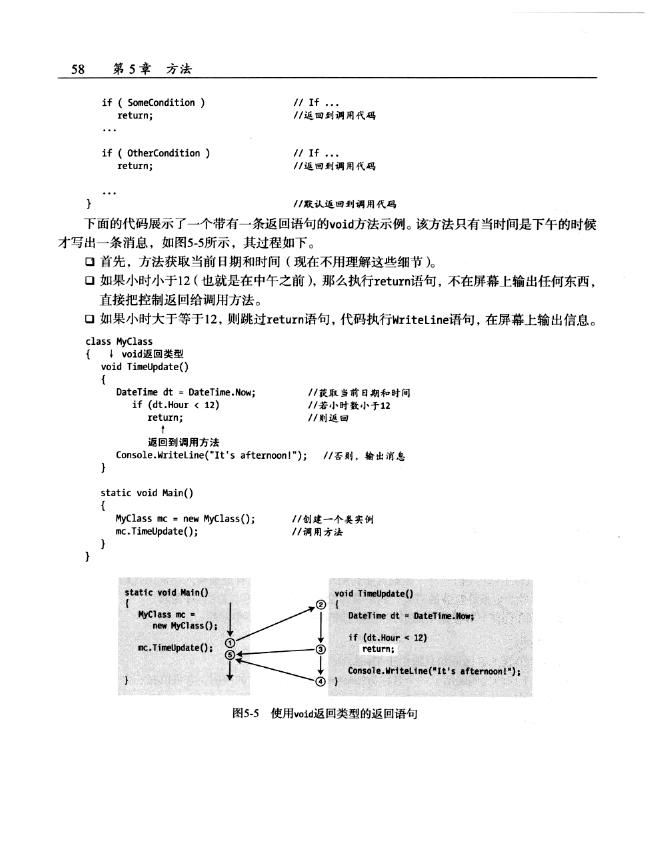 58 第5章 方法
if ( SomeCondition ) // If ...
return; //返回到调用代码
...
if ( OtherCondition ) // If ...
return; //返回到调用代码
...
} //默认返回到调用代码
下面的代码展示了一个带有一条返回语句的void方法示例。该方法只有当时间是下午的时候
才写出一条消息，如图5-5所示，其过程如下。
❑ 首先，方法获取当前日期和时间（现在不用理解这些细节）。
❑ 如果小时小于12（也就是在中午之前），那么执行return语句，不在屏幕上输出任何东西，
直接把控制返回给调用方法。
❑ 如果小时大于等于12，则跳过return语句，代码执行WriteLine语句，在屏幕上输出信息。
class MyClass
{ ↓ void返回类型
void TimeUpdate()
{
DateTime dt = DateTime.Now; //获取当前日期和时间
if (dt.Hour < 12) //若小时数小于12
return; //则返回
↑
返回到调用方法
Console.WriteLine("It's afternoon!"); //否则，输出消息
}
static void Main()
{
MyClass mc = new MyClass(); //创建一个类实例
mc.TimeUpdate(); //调用方法
}
}
static void Main()
{
MyClass mc =
new MyClass();
①
mc.TimeUpdate();
⑤
}
void TimeUpdate()
② {
DateTime dt = DateTime.Now;
if (dt.Hour < 12)
③ return;
Console.WriteLine("It's afternoon!");
④ }
图5-5 使用void返回类型的返回语句